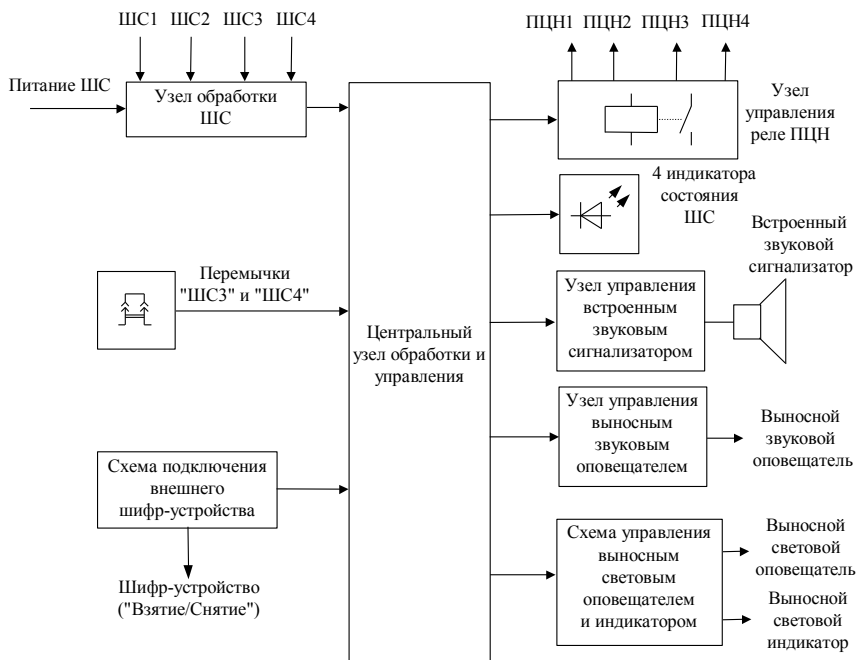 ШС1 ШС2 ШС3 ШС4
Питание ШС
Узел обработки
ШС
Перемычки
"ШС3" и "ШС4"
Схема подключения
внешнего
шифр-устройства
Шифр-устройство
("Взятие/Снятие")
Центральный
узел обработки и
управления
ПЦН1 ПЦН2 ПЦН3 ПЦН4
Узел
управления
реле ПЦН
4 индикатора
состояния
ШС
Встроенный
звуковой
сигнализатор
Узел управления
встроенным
звуковым
сигнализатором
Узел управления
выносным
звуковым
оповещателем
Выносной
звуковой
оповещатель
Схема управления
выносным
световым
оповещателем
и индикатором
Выносной
световой
оповещатель
Выносной
световой
индикатор